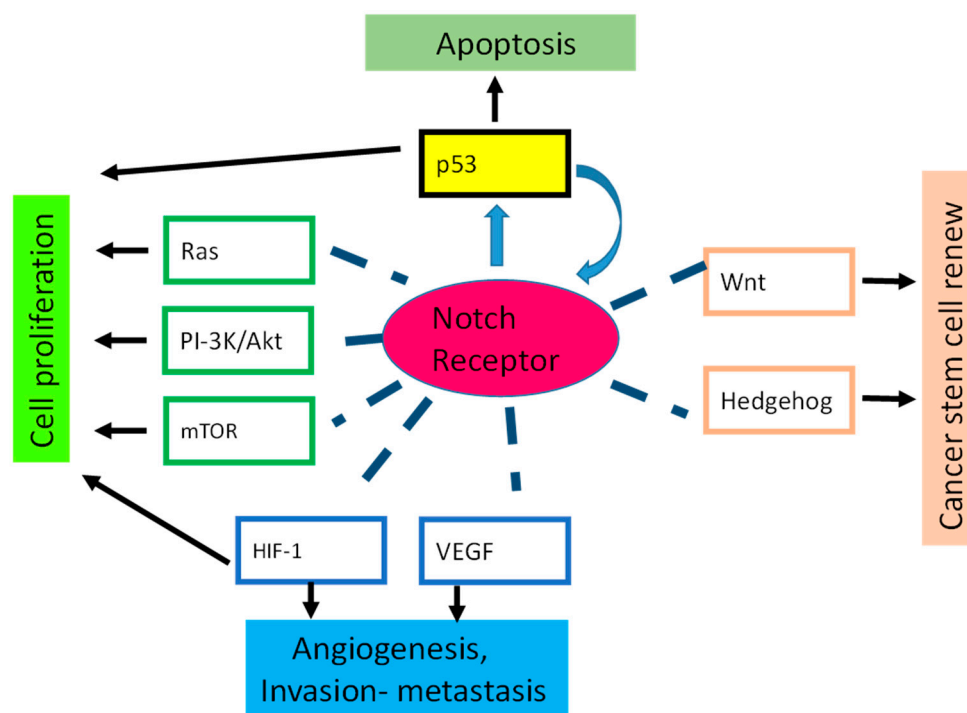 Apoptosis
p53
Cell proliferation
Ras
PI-3K/Akt
mTOR
Notch
Receptor
Wnt
Hedgehog
Cancer stem cell renew
HIF-1
VEGF
Angiogenesis,
Invasion- metastasis